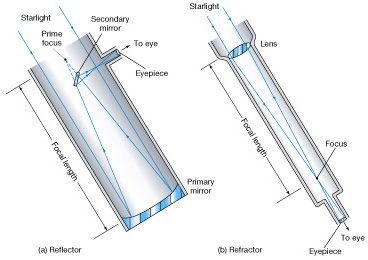 Starlight
Secondary
mirror
Prime
focus
To eye
Eyepiece
Focal length
Primary
mirror
(a) Reflector
Starlight
Lens
Focal length
Focus
To eye
Eyepiece
(b) Refractor